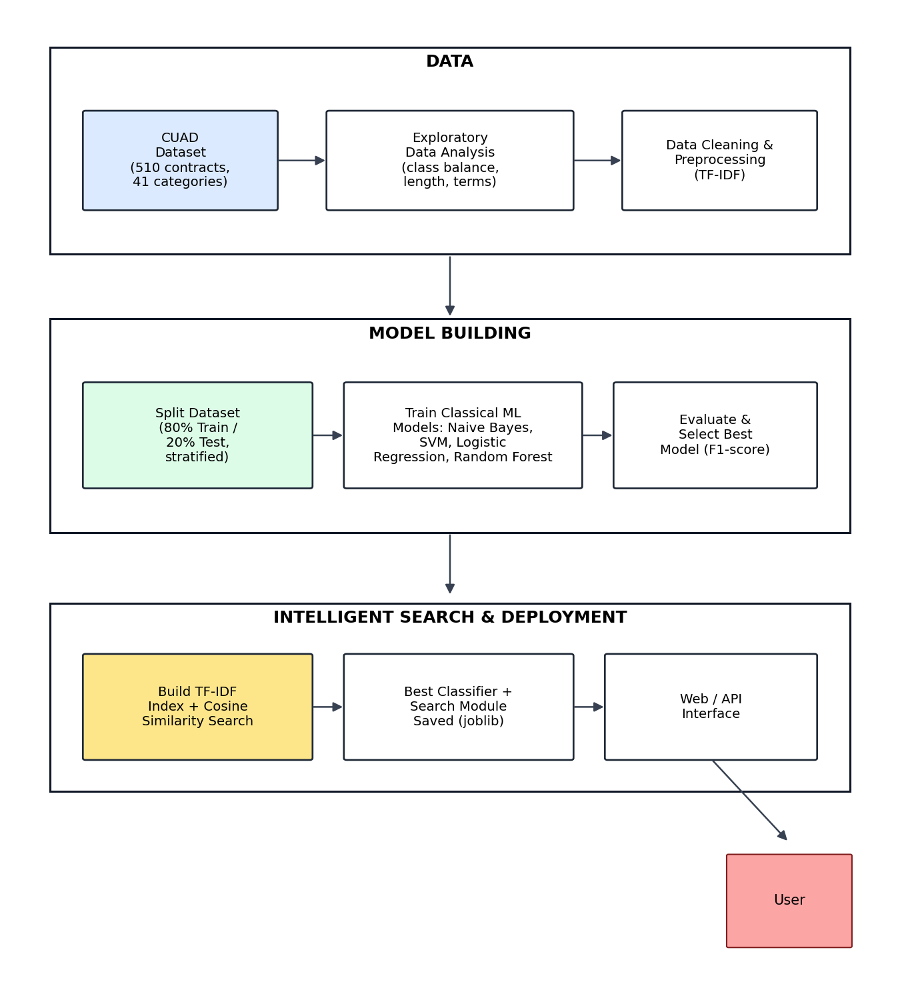 DATA
CUAD
Dataset
(510 contracts,
41 categories)
Exploratory
Data Analysis
(class balance,
length, terms)
Data Cleaning &
Preprocessing
(TF-IDF)
MODEL BUILDING
Split Dataset
(80% Train /
20% Test,
stratified)
Train Classical ML
Models: Naive Bayes,
SVM, Logistic
Regression, Random Forest
Evaluate &
Select Best
Model (F1-score)
INTELLIGENT SEARCH & DEPLOYMENT
Build TF-IDF
Index + Cosine
Similarity Search
Best Classifier +
Search Module
Saved (joblib)
Web / API
Interface
User